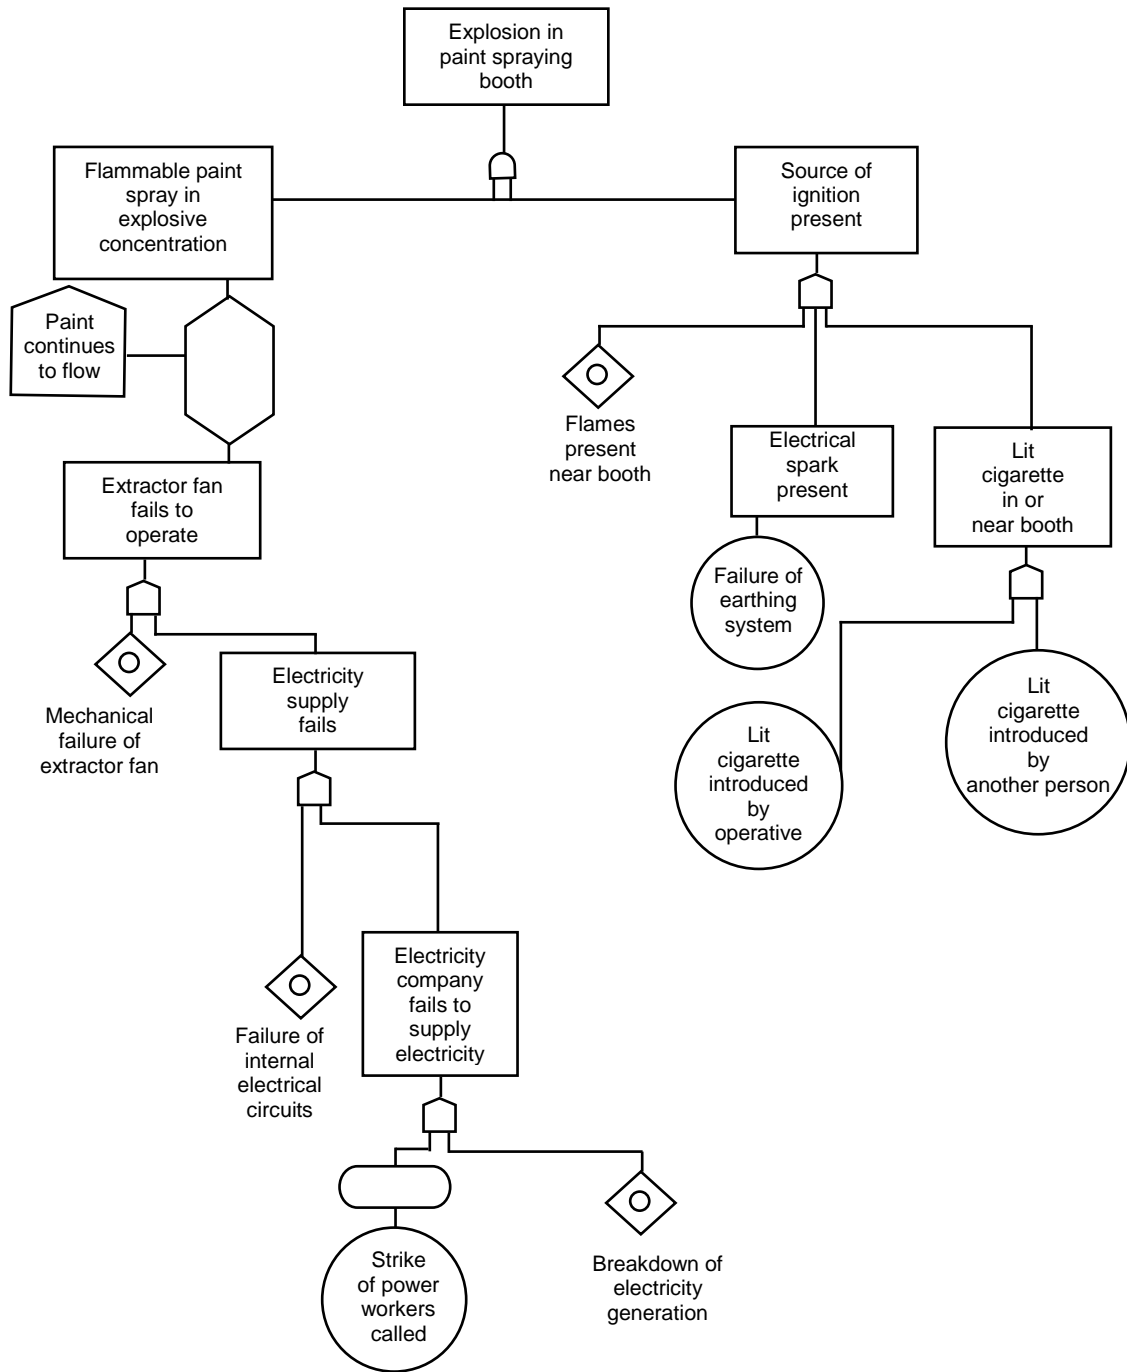 Explosion in
paint spraying
booth
Flammable paint
spray in
explosive
concentration
Source of
ignition
present
Paint
continues
to flow
Flames
present
near booth
Electrical
spark
present
Lit
cigarette
in or
near booth
Extractor fan
fails to
operate
Failure of
earthing
system
Mechanical
failure of
extractor fan
Electricity
supply
fails
Lit
cigarette
introduced
by
operative
Lit
cigarette
introduced
by
another person
Failure of
internal
electrical
circuits
Electricity
company
fails to
supply
electricity
Strike
of power
workers
called
Breakdown of
electricity
generation